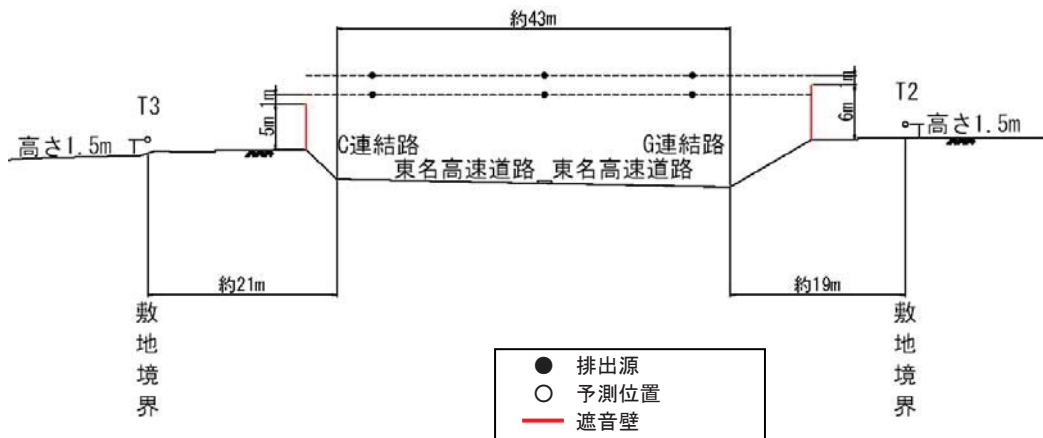 約43m
T3
T2
1m
5m
1m
6m
高さ1.5m
高さ1.5m
C連結路
G連結路
東名高速道路
東名高速道路
約21m
約19m
敷地境界
敷地境界
排出源
予測位置
遮音壁